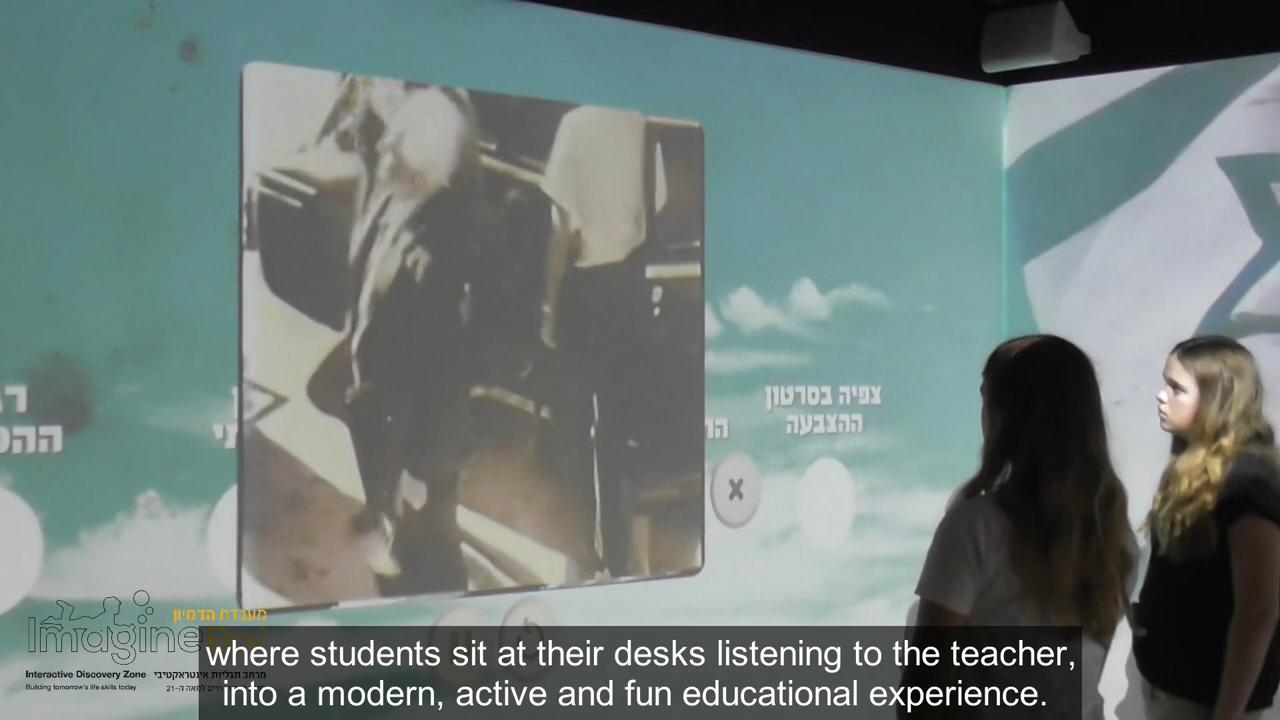 צפיה בסרטון
ההצבעה
מעבדת הדמיון
Imagine
Interactive Discovery Zone
מרחב תגליות אינטראקטיבי
Building tomorrow's life skills today
where students sit at their desks listening to the teacher,
into a modern, active and fun educational experience.